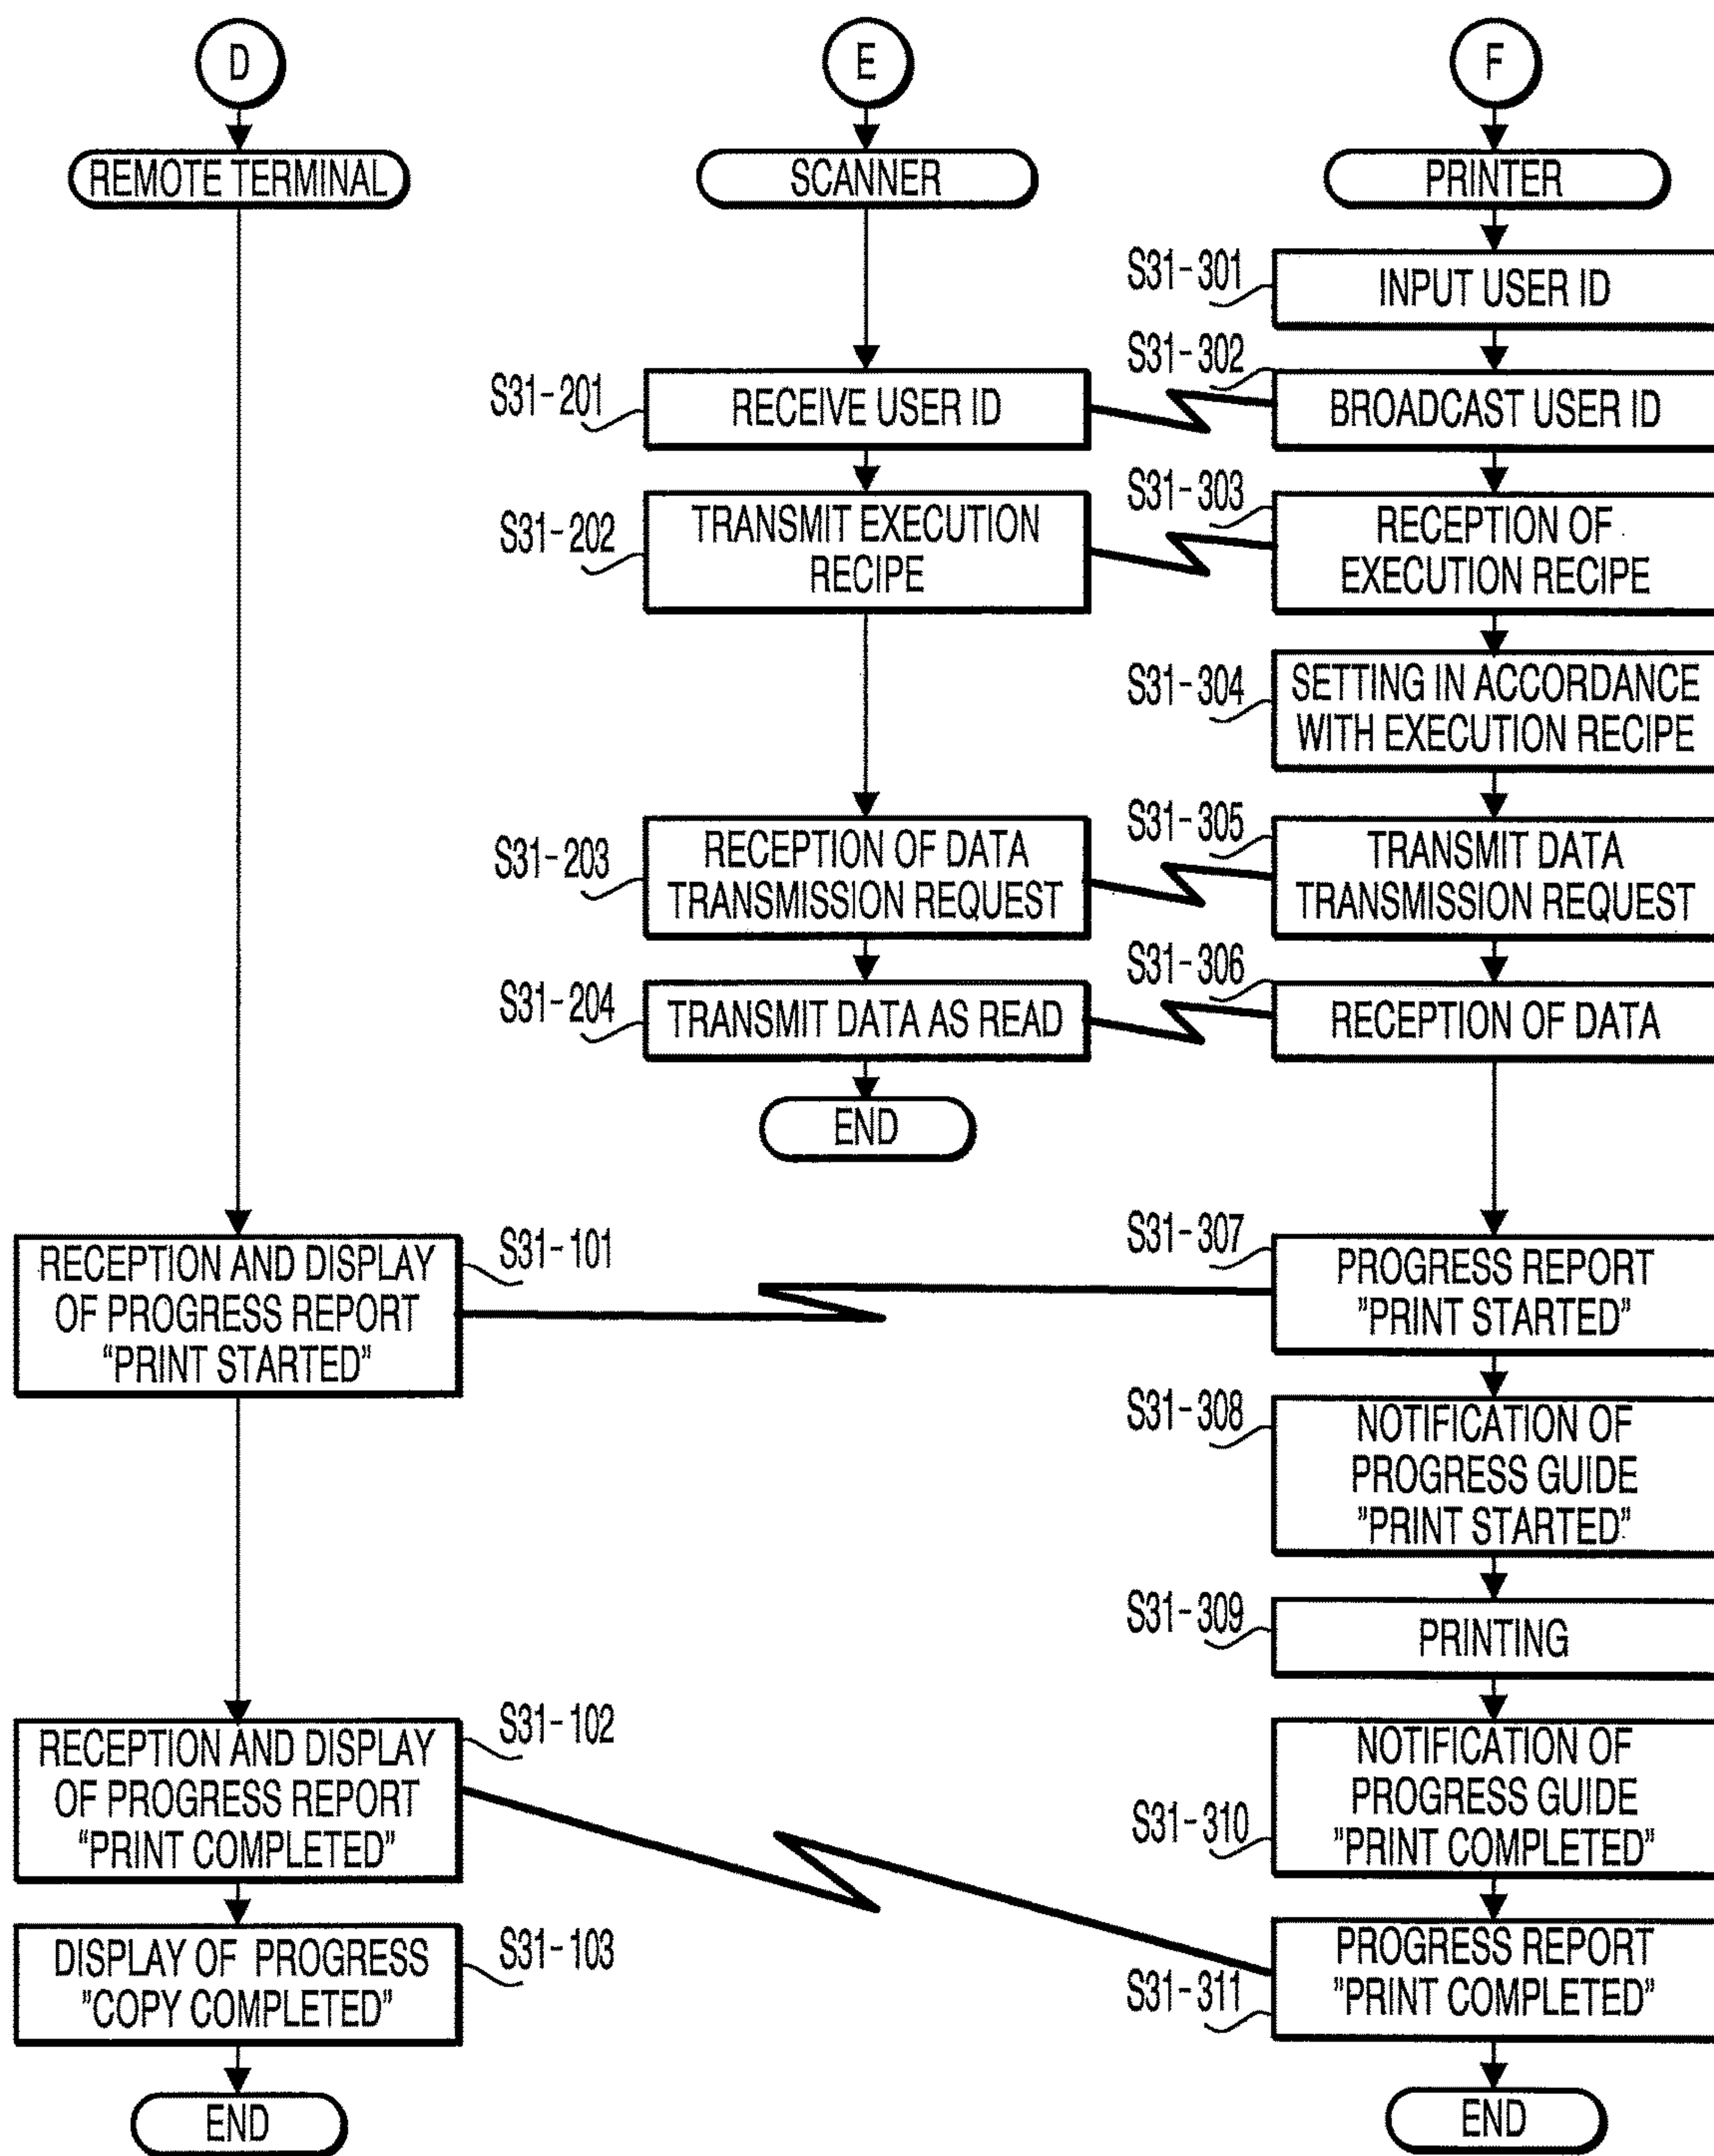 D
E
F
REMOTE TERMINAL
SCANNER
PRINTER
S31-301
INPUT USER ID
S31-302
BROADCAST USER ID
S31-201
RECEIVE USER ID
S31-303
RECEPTION OF
EXECUTION RECIPE
S31-202
TRANSMIT EXECUTION
RECIPE
S31-304
SETTING IN ACCORDANCE
WITH EXECUTION RECIPE
S31-203
RECEPTION OF DATA
TRANSMISSION REQUEST
S31-305
TRANSMIT DATA
TRANSMISSION REQUEST
S31-204
TRANSMIT DATA AS READ
S31-306
RECEPTION OF DATA
END
RECEPTION AND DISPLAY
OF PROGRESS REPORT
“PRINT STARTED”
S31-101
S31-307
PROGRESS REPORT
”PRINT STARTED”
S31-308
NOTIFICATION OF
PROGRESS GUIDE
”PRINT STARTED”
S31-309
PRINTING
RECEPTION AND DISPLAY
OF PROGRESS REPORT
“PRINT COMPLETED”
S31-102
S31-310
NOTIFICATION OF
PROGRESS GUIDE
”PRINT COMPLETED”
DISPLAY OF PROGRESS
”COPY COMPLETED”
S31-103
S31-311
PROGRESS REPORT
”PRINT COMPLETED”
END
END